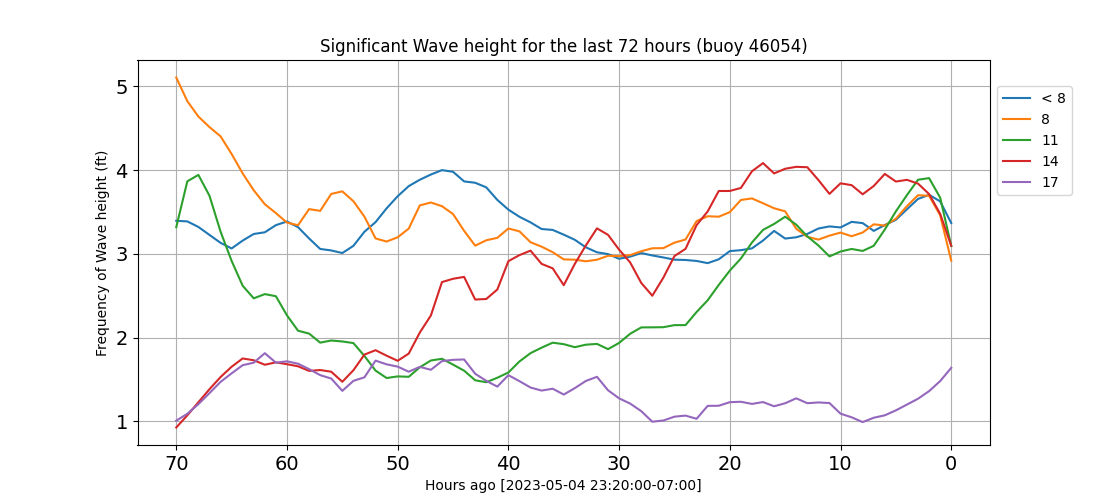 Significant Wave height for the last 72 hours (buoy 46054)
Frequency of Wave height (ft)
5
4
3
2
1
70 60 50 40 30 20 10 0
Hours ago [2023-05-04 23:20:00-07:00]
< 8
8
11
14
17